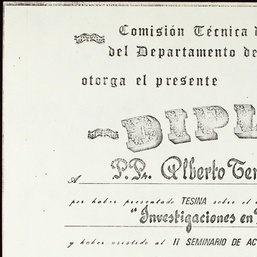 Comisión Técnica
del Departamento de
otorga el presente
DIPL
A P.Pr. Alberto
por haber presentado TESINA sobre el
"Investigaciones en
y haber asistido al II SEMINARIO DE AC